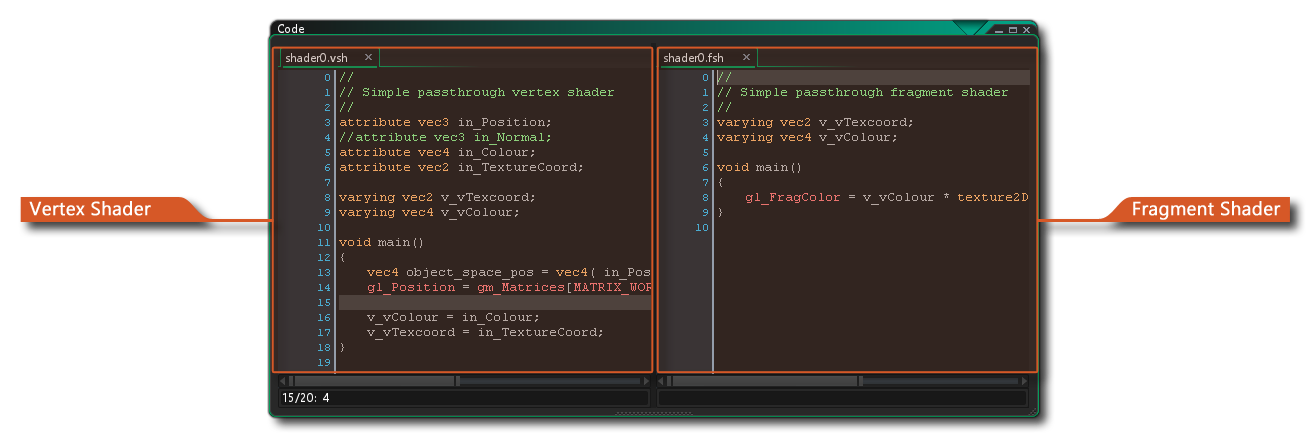 Code
shader0.vsh ×
0 //
1 // Simple passthrough vertex shader
2 //
3 attribute vec3 in_Position;
4 //attribute vec3 in_Normal;
5 attribute vec4 in_Colour;
6 attribute vec2 in_TextureCoord;
7
8 varying vec2 v_vTexcoord;
9 varying vec4 v_vColour;
10
11 void main()
12 {
13 vec4 object_space_pos = vec4( in_Pos
14 gl_Position = gm_Matrices[MATRIX_WOR
15
16 v_vColour = in_Colour;
17 v_vTexcoord = in_TextureCoord;
18 }
19
15/20: 4
shader0.fsh ×
0 //
1 // Simple passthrough fragment shader
2 //
3 varying vec2 v_vTexcoord;
4 varying vec4 v_vColour;
5
6 void main()
7 {
8 gl_FragColor = v_vColour * texture2D
9 }
10
Vertex Shader
Fragment Shader